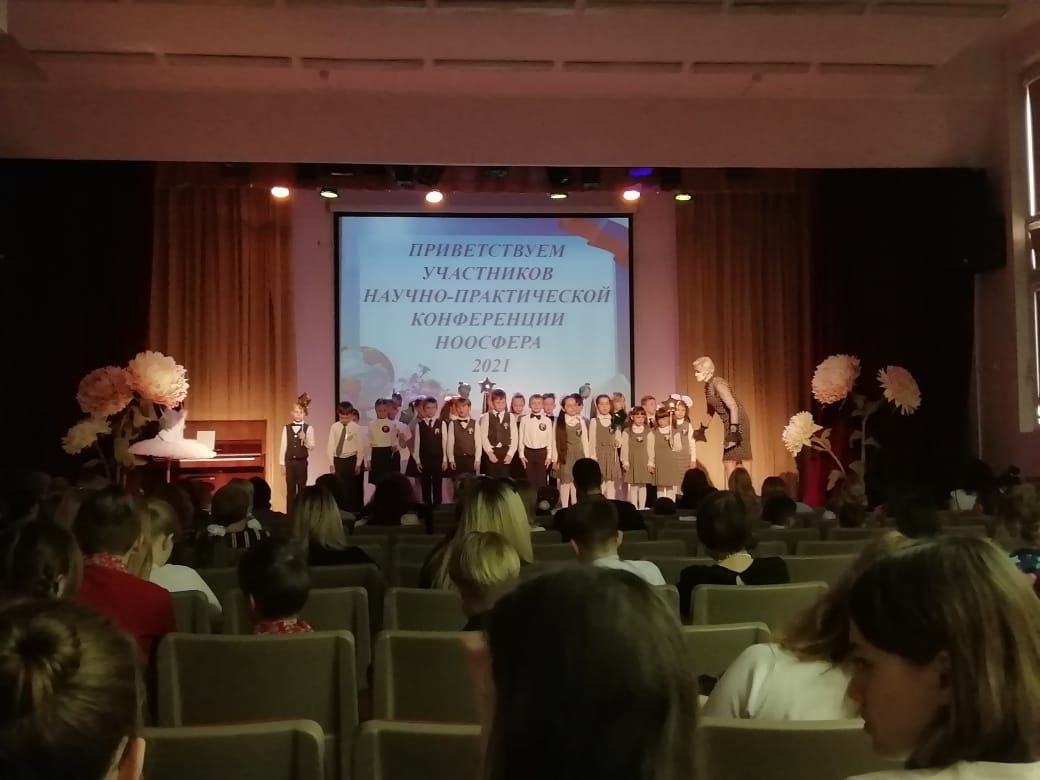 ПРИВЕТСТВУЕМ
УЧАСТНИКОВ
НАУЧНО-ПРАКТИЧЕСКОЙ
КОНФЕРЕНЦИИ
НООСФЕРА
2021